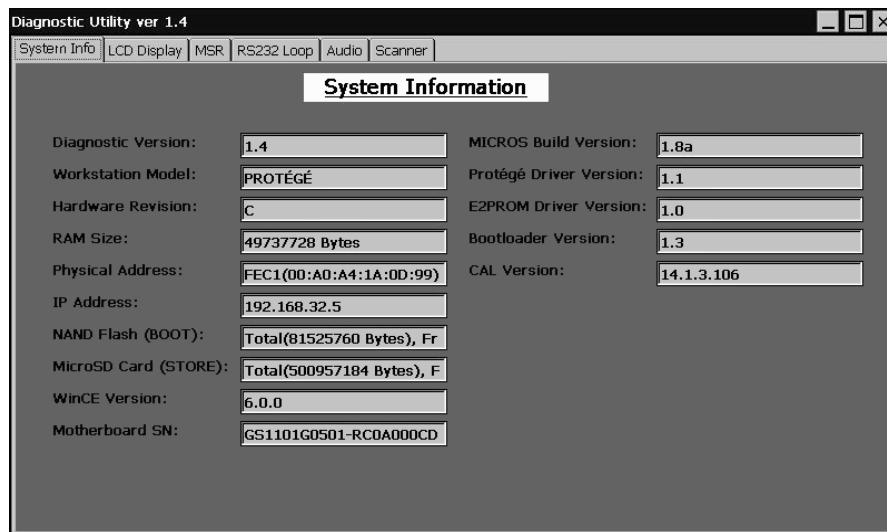 Diagnostic Utility ver 1.4
System Info LCD Display MSR RS232 Loop Audio Scanner
System Information
Diagnostic Version: 1.4
Workstation Model: PROTÉGÉ
Hardware Revision: C
RAM Size: 49737728 Bytes
Physical Address: FEC1(00:A0:A4:1A:0D:99)
IP Address: 192.168.32.5
NAND Flash (BOOT): Total(81525760 Bytes), Fr
MicroSD Card (STORE): Total(500957184 Bytes), F
WinCE Version: 6.0.0
Motherboard SN: GS1101G0501-RC0A000CD
MICROS Build Version: 1.8a
Protégé Driver Version: 1.1
E2PROM Driver Version: 1.0
Bootloader Version: 1.3
CAL Version: 14.1.3.106